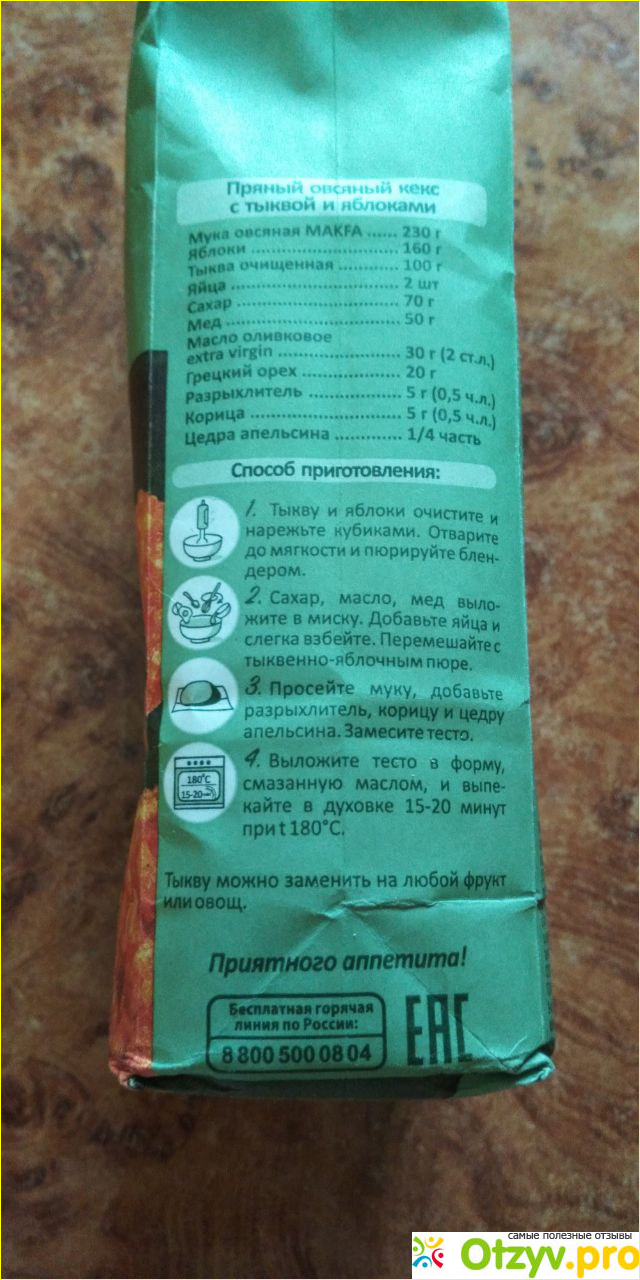 Пряный овсяный кекс
с тыквой и яблоками
Мука овсяная MAKFA ...... 230 г
Яблоки ........................... 160 г
Тыква очищенная ........... 100 г
Яйца ............................... 2 шт
Сахар .............................. 70 г
Мед ................................ 50 г
Масло оливковое
extra virgin ..................... 30 г (2 ст.л.)
Грецкий орех .................. 20 г
Разрыхлитель ................. 5 г (0,5 ч.л.)
Корица ........................... 5 г (0,5 ч.л.)
Цедра апельсина ............ 1/4 часть
Способ приготовления:
1. Тыкву и яблоки очистите и
нарежьте кубиками. Отварите
до мягкости и пюрируйте блен-
дером.
2. Сахар, масло, мед выло-
жите в миску. Добавьте яйца и
слегка взбейте. Перемешайте с
тыквенно-яблочным пюре.
3. Просейте муку, добавьте
разрыхлитель, корицу и цедру
апельсина. Замесите тесто.
180°C
15-20
4. Выложите тесто в форму,
смазанную маслом, и выпе-
кайте в духовке 15-20 минут
при t 180°C.
Тыкву можно заменить на любой фрукт
или овощ.
Приятного аппетита!
Бесплатная горячая
линия по России:
8 800 500 08 04
EAC
самые полезные отзывы
Otzyv.pro